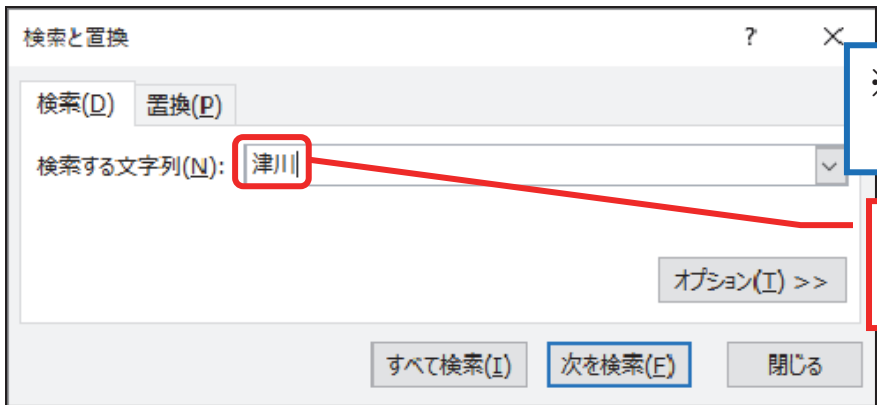 検索と置換 ? ×
検索(D) 置換(P)
検索する文字列(N): 津川
オプション(T) >>
すべて検索(I) 次を検索(F) 閉じる